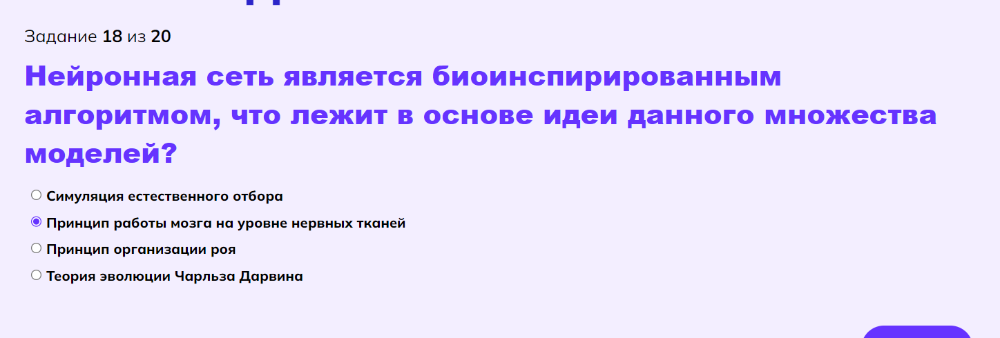 Задание 18 из 20
Нейронная сеть является биоинспирированным
алгоритмом, что лежит в основе идеи данного множества
моделей?
Симуляция естественного отбора
Принцип работы мозга на уровне нервных тканей
Принцип организации роя
Теория эволюции Чарльза Дарвина